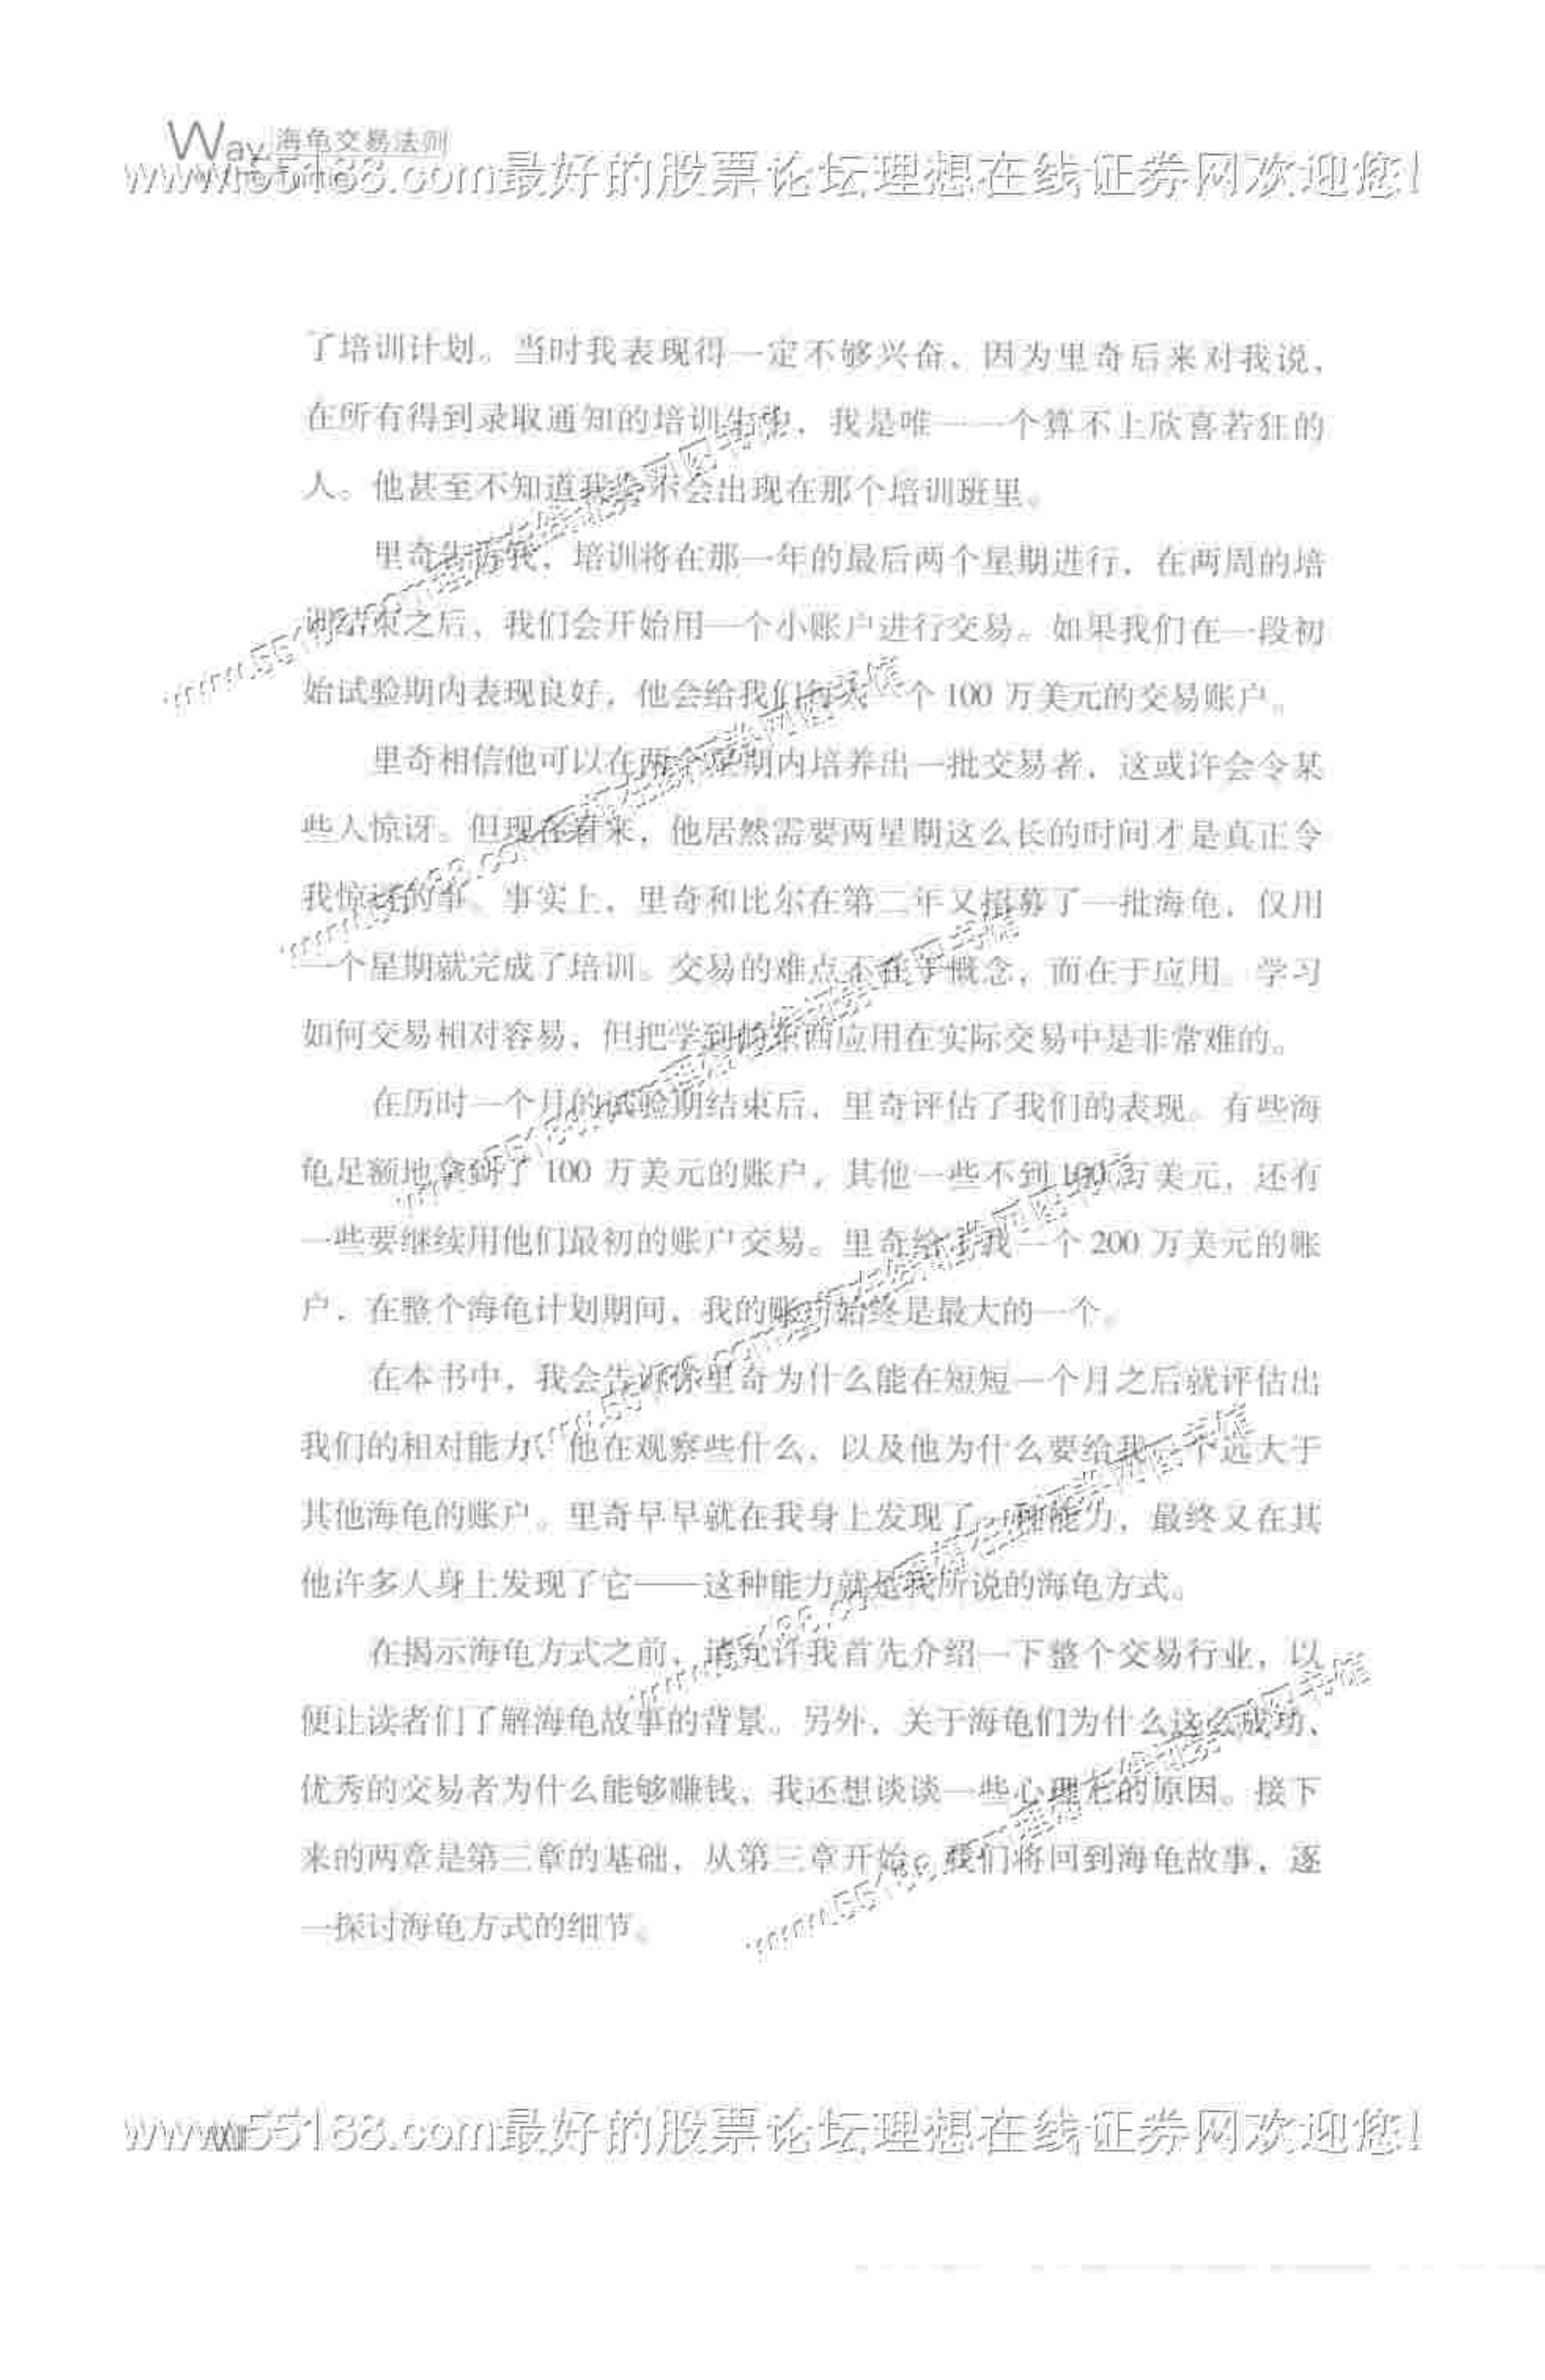 Way 海龟交易法则
www.55188.com最好的股票论坛理想在线证券网欢迎您!
了培训计划。当时我表现得一定不够兴奋，因为里奇后来对我说，
在所有得到录取通知的培训生中，我是唯一一个算不上欣喜若狂的
人。他甚至不知道我会不会出现在那个培训班里。
里奇告诉我，培训将在那一年的最后两个星期进行，在两周的培
训结束之后，我们会开始用一个小账户进行交易。如果我们在一段初
始试验期内表现良好，他会给我们每人一个 100 万美元的交易账户。
里奇相信他可以在两个星期内培养出一批交易者，这或许会令某
些人惊讶。但现在看来，他居然需要两星期这么长的时间才是真正令
我惊讶的事。事实上，里奇和比尔在第二年又招募了一批海龟，仅用
一个星期就完成了培训。交易的难点不在于概念，而在于应用。学习
如何交易相对容易，但把学到的东西应用在实际交易中是非常难的。
在历时一个月的试验期结束后，里奇评估了我们的表现。有些海
龟足额地拿到了 100 万美元的账户，其他一些不到 100 万美元，还有
一些要继续用他们最初的账户交易。里奇给了我一个 200 万美元的账
户，在整个海龟计划期间，我的账户始终是最大的一个。
在本书中，我会告诉你里奇为什么能在短短一个月之后就评估出
我们的相对能力，他在观察些什么，以及他为什么要给我一个远大于
其他海龟的账户。里奇早早就在我身上发现了一种能力，最终又在其
他许多人身上发现了它——这种能力就是我所说的海龟方式。
在揭示海龟方式之前，请允许我首先介绍一下整个交易行业，以
便让读者们了解海龟故事的背景。另外，关于海龟们为什么这么成功、
优秀的交易者为什么能够赚钱，我还想谈谈一些心理上的原因。接下
来的两章是第三章的基础，从第三章开始，我们将回到海龟故事，逐
一探讨海龟方式的细节。
www.55188.com最好的股票论坛理想在线证券网欢迎您!